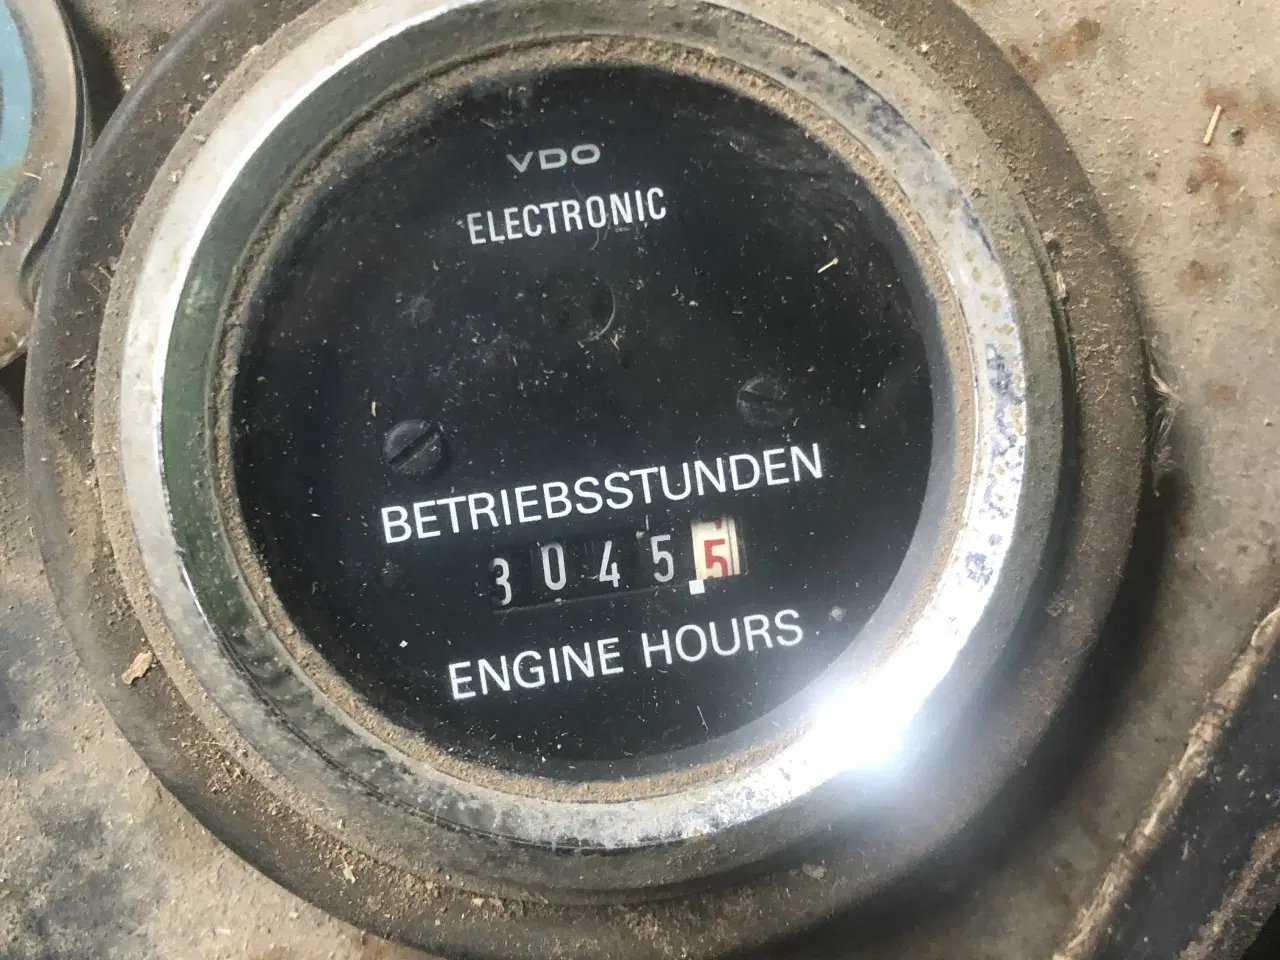 VDO
ELECTRONIC
BETRIEBSSTUNDEN
3045.5
ENGINE HOURS